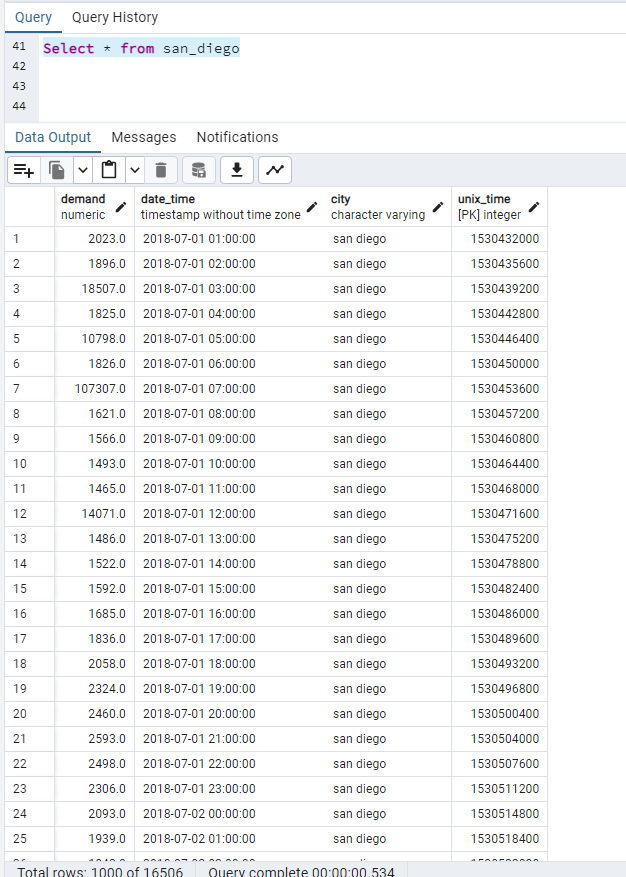 Query Query History
41 Select * from san_diego
42
43
44
Data Output Messages Notifications
demand date_time city unix_time
numeric timestamp without time zone character varying [PK] integer
1 2023.0 2018-07-01 01:00:00 san diego 1530432000
2 1896.0 2018-07-01 02:00:00 san diego 1530435600
3 18507.0 2018-07-01 03:00:00 san diego 1530439200
4 1825.0 2018-07-01 04:00:00 san diego 1530442800
5 10798.0 2018-07-01 05:00:00 san diego 1530446400
6 1826.0 2018-07-01 06:00:00 san diego 1530450000
7 107307.0 2018-07-01 07:00:00 san diego 1530453600
8 1621.0 2018-07-01 08:00:00 san diego 1530457200
9 1566.0 2018-07-01 09:00:00 san diego 1530460800
10 1493.0 2018-07-01 10:00:00 san diego 1530464400
11 1465.0 2018-07-01 11:00:00 san diego 1530468000
12 14071.0 2018-07-01 12:00:00 san diego 1530471600
13 1486.0 2018-07-01 13:00:00 san diego 1530475200
14 1522.0 2018-07-01 14:00:00 san diego 1530478800
15 1592.0 2018-07-01 15:00:00 san diego 1530482400
16 1685.0 2018-07-01 16:00:00 san diego 1530486000
17 1836.0 2018-07-01 17:00:00 san diego 1530489600
18 2058.0 2018-07-01 18:00:00 san diego 1530493200
19 2324.0 2018-07-01 19:00:00 san diego 1530496800
20 2460.0 2018-07-01 20:00:00 san diego 1530500400
21 2593.0 2018-07-01 21:00:00 san diego 1530504000
22 2498.0 2018-07-01 22:00:00 san diego 1530507600
23 2306.0 2018-07-01 23:00:00 san diego 1530511200
24 2093.0 2018-07-02 00:00:00 san diego 1530514800
25 1939.0 2018-07-02 01:00:00 san diego 1530518400
Total rows: 1000 of 16506 Query complete 00:00:00.534